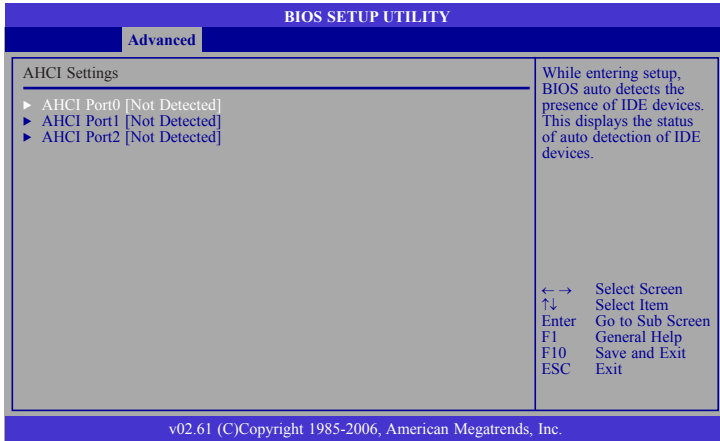 BIOS SETUP UTILITY
Advanced
AHCI Settings
► AHCI Port0 [Not Detected]
► AHCI Port1 [Not Detected]
► AHCI Port2 [Not Detected]
While entering setup,
BIOS auto detects the
presence of IDE devices.
This displays the status
of auto detection of IDE
devices.
←→ Select Screen
↑↓ Select Item
Enter Go to Sub Screen
F1 General Help
F10 Save and Exit
ESC Exit
v02.61 (C)Copyright 1985-2006, American Megatrends, Inc.